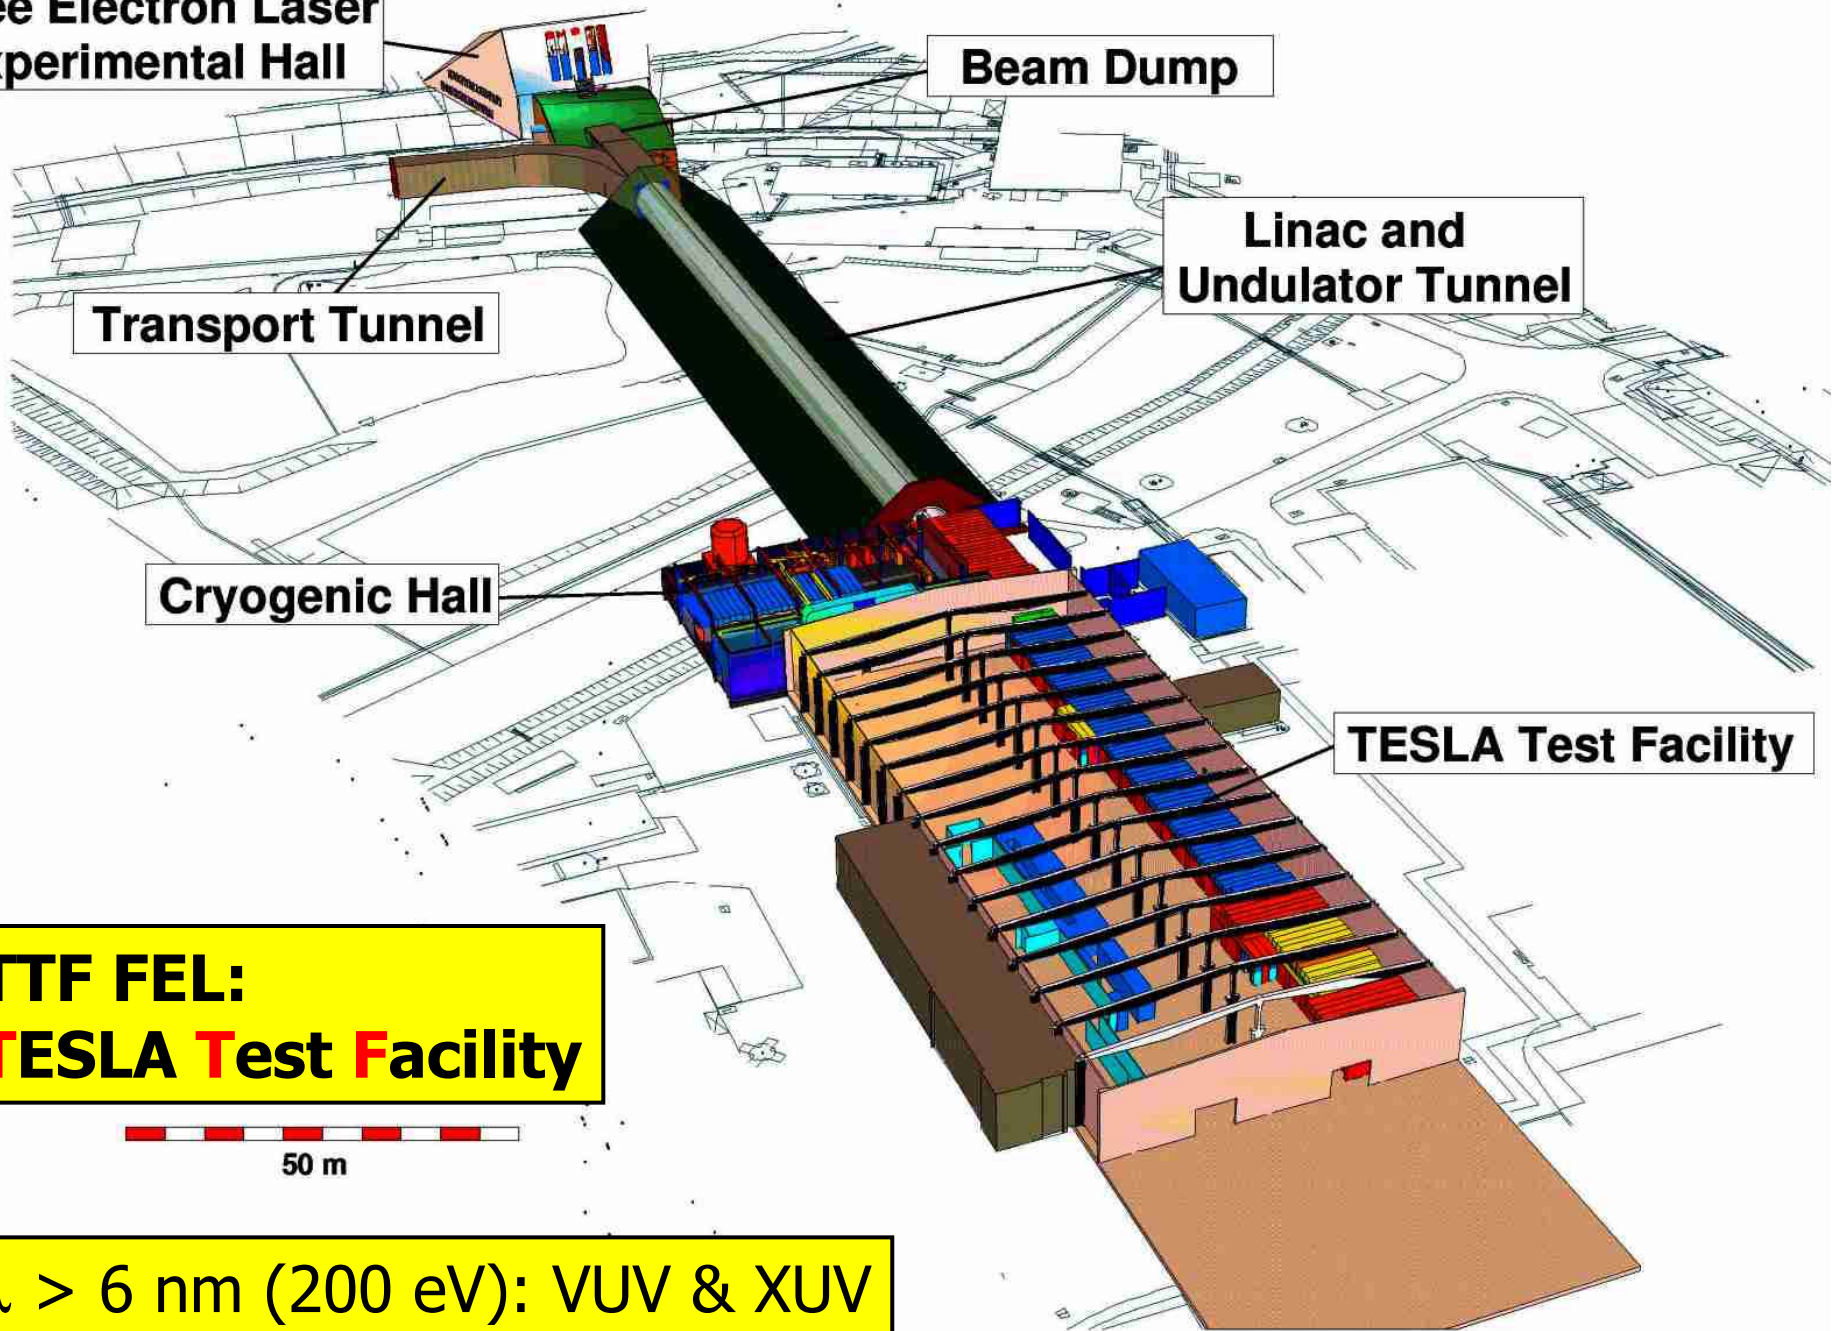 ee Electron Laser
xperimental Hall
Beam Dump
Linac and
Undulator Tunnel
Transport Tunnel
Cryogenic Hall
TESLA Test Facility
TTF FEL:
TESLA Test Facility
50 m
λ > 6 nm (200 eV): VUV & XUV